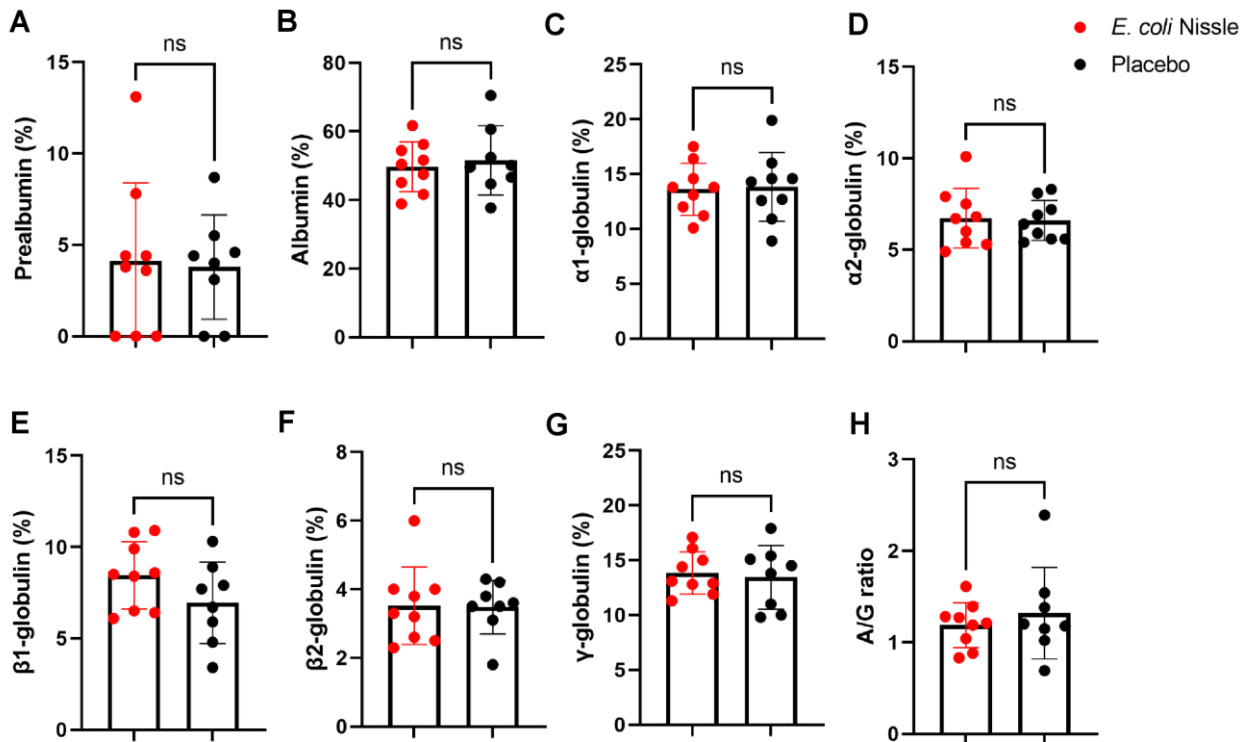 A
Prealbumin (%)
15
10
5
0
ns
B
Albumin (%)
80
60
40
20
0
ns
C
α1-globulin (%)
25
20
15
10
5
0
ns
D
α2-globulin (%)
15
10
5
0
ns
E. coli Nissle
Placebo
E
β1-globulin (%)
15
10
5
0
ns
F
β2-globulin (%)
8
6
4
2
0
ns
G
γ-globulin (%)
25
20
15
10
5
0
ns
H
A/G ratio
3
2
1
0
ns